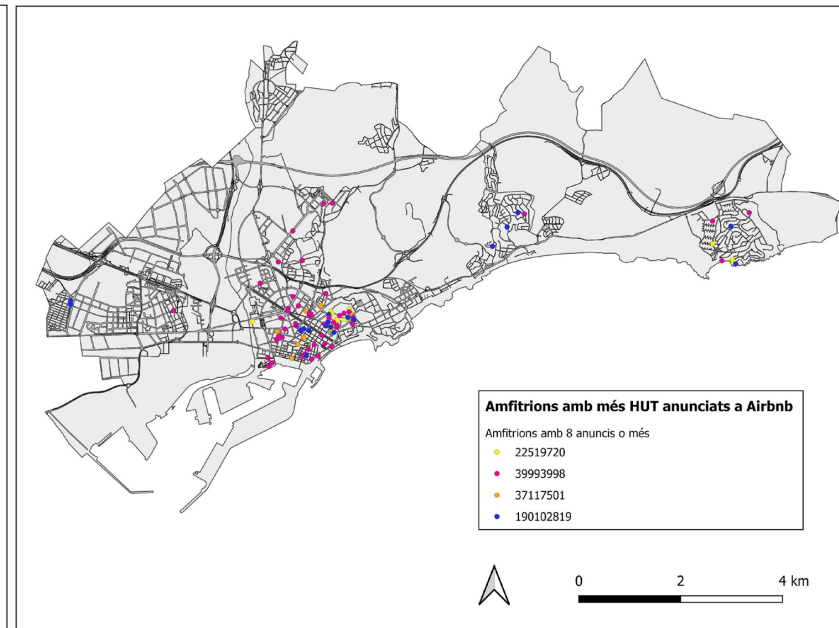 Amfitrions amb més HUT anunciats a Airbnb
Amfitrions amb 8 anuncis o més
22519720
39993998
37117501
190102819
0 2 4 km